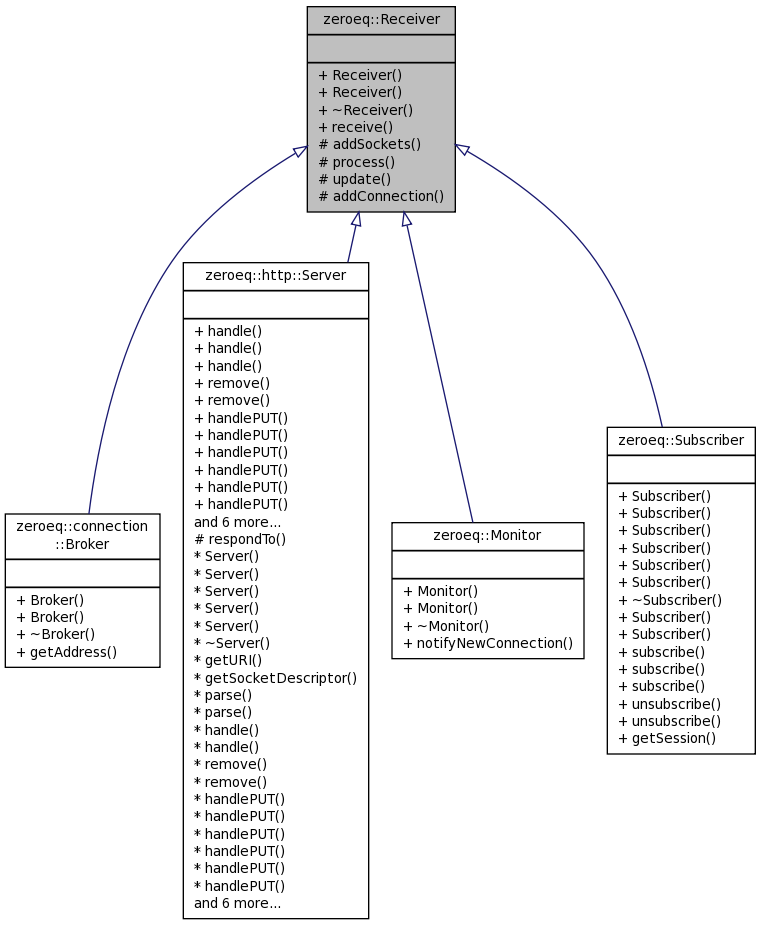 zeroeq::Receiver
+ Receiver()
+ Receiver()
+ ~Receiver()
+ receive()
# addSockets()
# process()
# update()
# addConnection()
zeroeq::http::Server
+ handle()
+ handle()
+ handle()
+ remove()
+ remove()
+ handlePUT()
+ handlePUT()
+ handlePUT()
+ handlePUT()
+ handlePUT()
+ handlePUT()
and 6 more...
# respondTo()
* Server()
* Server()
* Server()
* Server()
* Server()
* ~Server()
* getURI()
* getSocketDescriptor()
* parse()
* parse()
* handle()
* handle()
* remove()
* remove()
* handlePUT()
* handlePUT()
* handlePUT()
* handlePUT()
* handlePUT()
* handlePUT()
and 6 more...
zeroeq::connection
::Broker
+ Broker()
+ Broker()
+ ~Broker()
+ getAddress()
zeroeq::Monitor
+ Monitor()
+ Monitor()
+ ~Monitor()
+ notifyNewConnection()
zeroeq::Subscriber
+ Subscriber()
+ Subscriber()
+ Subscriber()
+ Subscriber()
+ Subscriber()
+ Subscriber()
+ ~Subscriber()
+ Subscriber()
+ Subscriber()
+ subscribe()
+ subscribe()
+ subscribe()
+ unsubscribe()
+ unsubscribe()
+ getSession()